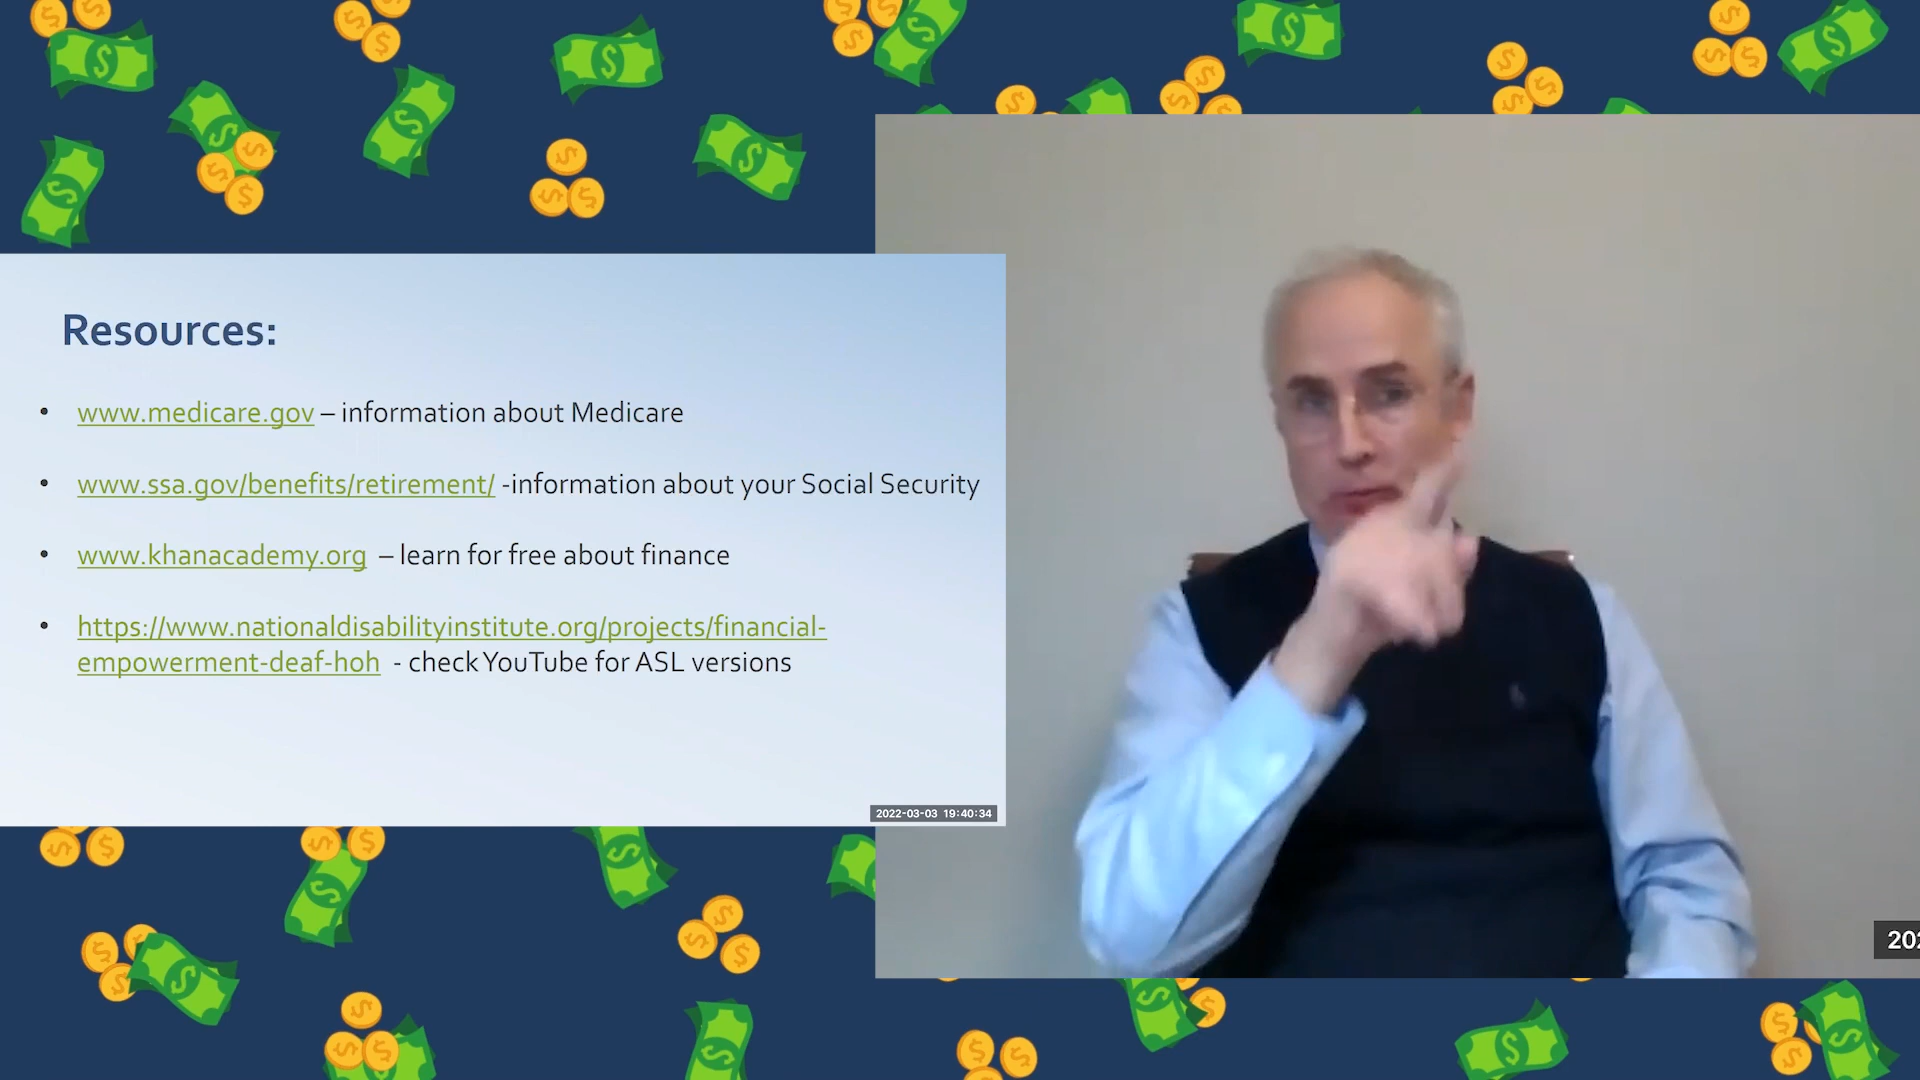 Resources:
• www.medicare.gov – information about Medicare
• www.ssa.gov/benefits/retirement/ -information about your Social Security
• www.khanacademy.org – learn for free about finance
• https://www.nationaldisabilityinstitute.org/projects/financial-
empowerment-deaf-hoh - check YouTube for ASL versions
2022-03-03 19:40:34